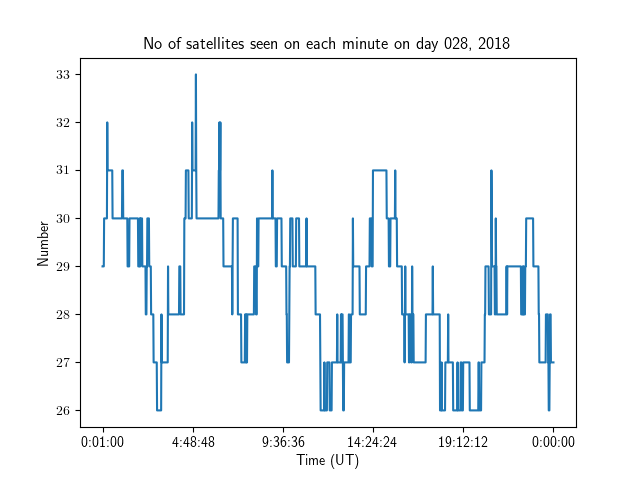 No of satellites seen on each minute on day 028, 2018
33
32
31
30
29
28
27
26
Number
0:01:00 4:48:48 9:36:36 14:24:24 19:12:12 0:00:00
Time (UT)